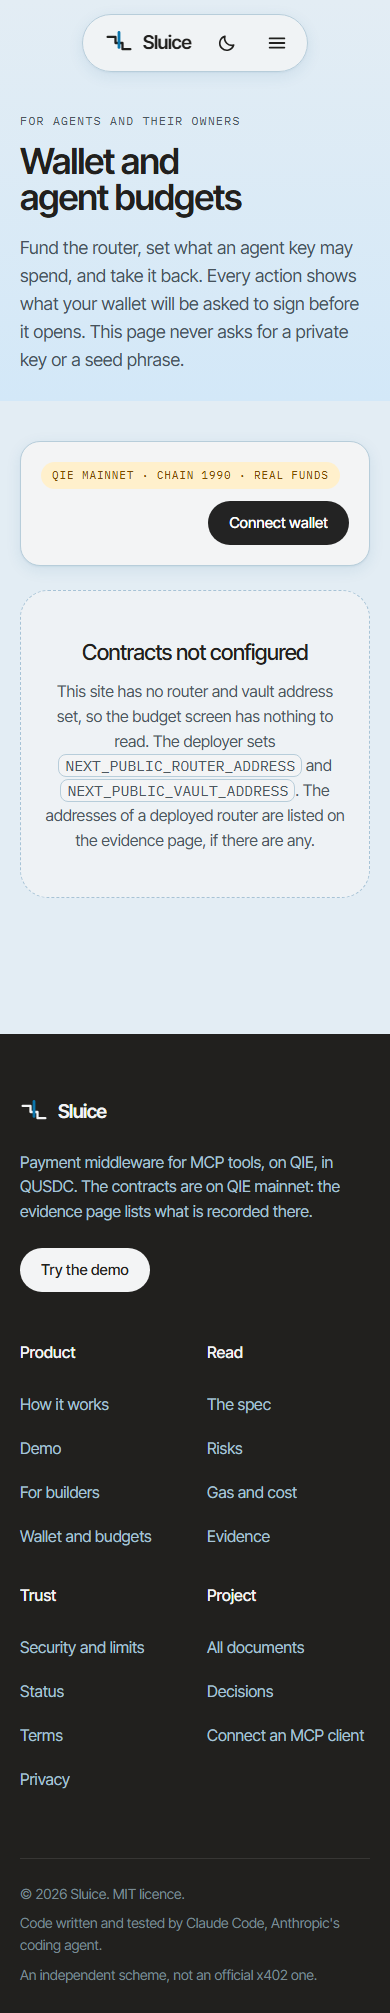 Sluice
FOR AGENTS AND THEIR OWNERS
Wallet and
agent budgets
Fund the router, set what an agent key may
spend, and take it back. Every action shows
what your wallet will be asked to sign before
it opens. This page never asks for a private
key or a seed phrase.
QIE MAINNET · CHAIN 1990 · REAL FUNDS
Connect wallet
Contracts not configured
This site has no router and vault address
set, so the budget screen has nothing to
read. The deployer sets
NEXT_PUBLIC_ROUTER_ADDRESS and
NEXT_PUBLIC_VAULT_ADDRESS. The
addresses of a deployed router are listed on
the evidence page, if there are any.
Sluice
Payment middleware for MCP tools, on QIE, in
QUSDC. The contracts are on QIE mainnet: the
evidence page lists what is recorded there.
Try the demo
Product
How it works
Demo
For builders
Wallet and budgets
Read
The spec
Risks
Gas and cost
Evidence
Trust
Security and limits
Status
Terms
Privacy
Project
All documents
Decisions
Connect an MCP client
© 2026 Sluice. MIT licence.
Code written and tested by Claude Code, Anthropic's
coding agent.
An independent scheme, not an official x402 one.